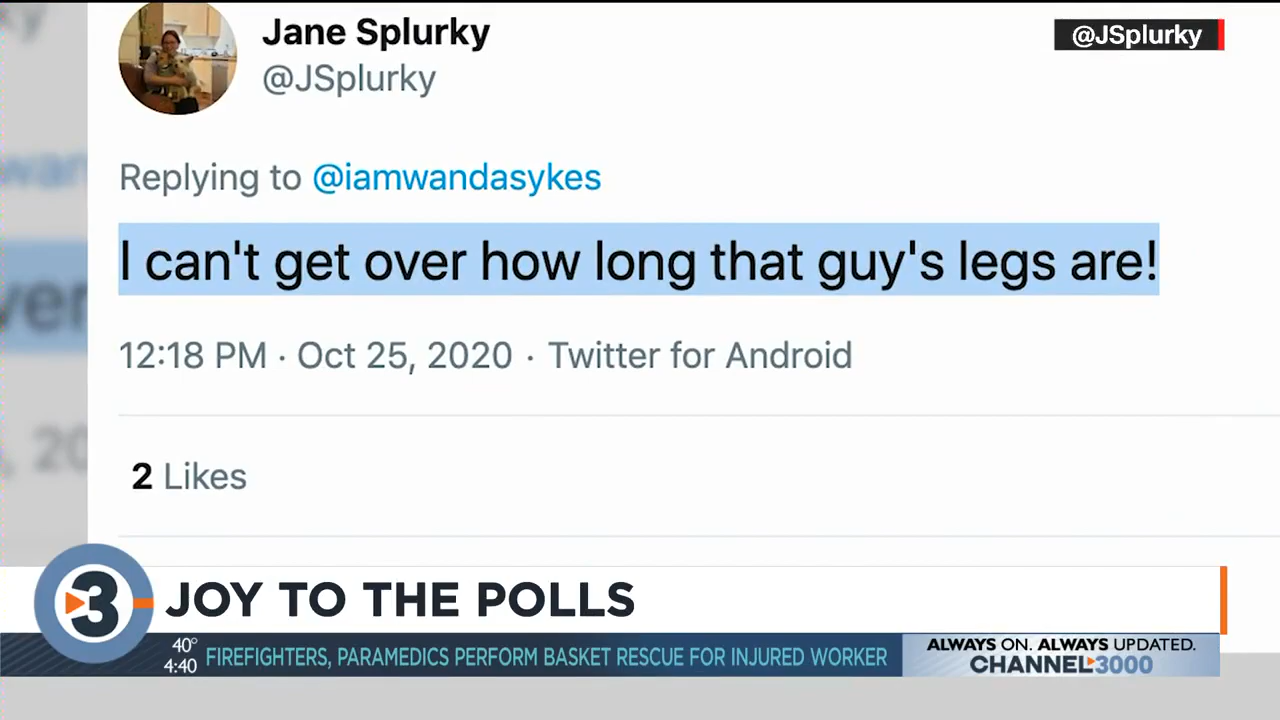 Jane Splurky
@JSplurky
@JSplurky
Replying to @iamwandasykes
I can't get over how long that guy's legs are!
12:18 PM · Oct 25, 2020 · Twitter for Android
2 Likes
3 JOY TO THE POLLS
40°
4:40
FIREFIGHTERS, PARAMEDICS PERFORM BASKET RESCUE FOR INJURED WORKER
ALWAYS ON. ALWAYS UPDATED.
CHANNEL3000